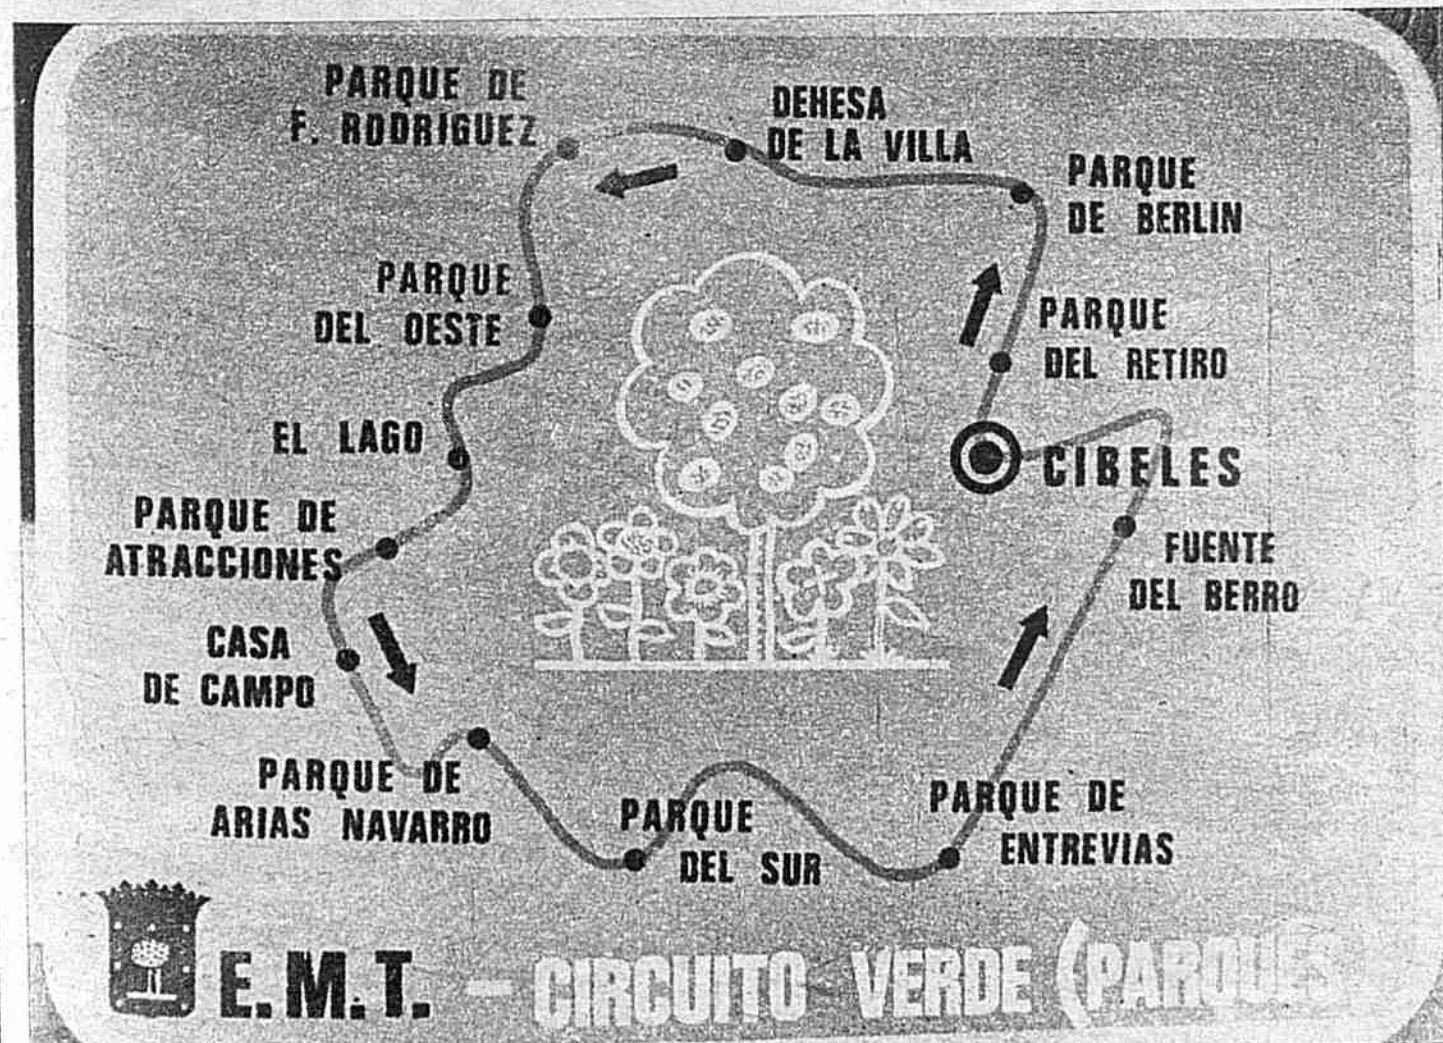 PARQUE DE
F. RODRIGUEZ
DEHESA
DE LA VILLA
PARQUE
DE BERLIN
PARQUE
DEL OESTE
PARQUE
DEL RETIRO
EL LAGO
CIBELES
PARQUE DE
ATRACCIONES
FUENTE
DEL BERRO
CASA
DE CAMPO
PARQUE DE
ARIAS NAVARRO
PARQUE
DEL SUR
PARQUE DE
ENTREVIAS
E.M.T. - CIRCUITO VERDE (PARQUES